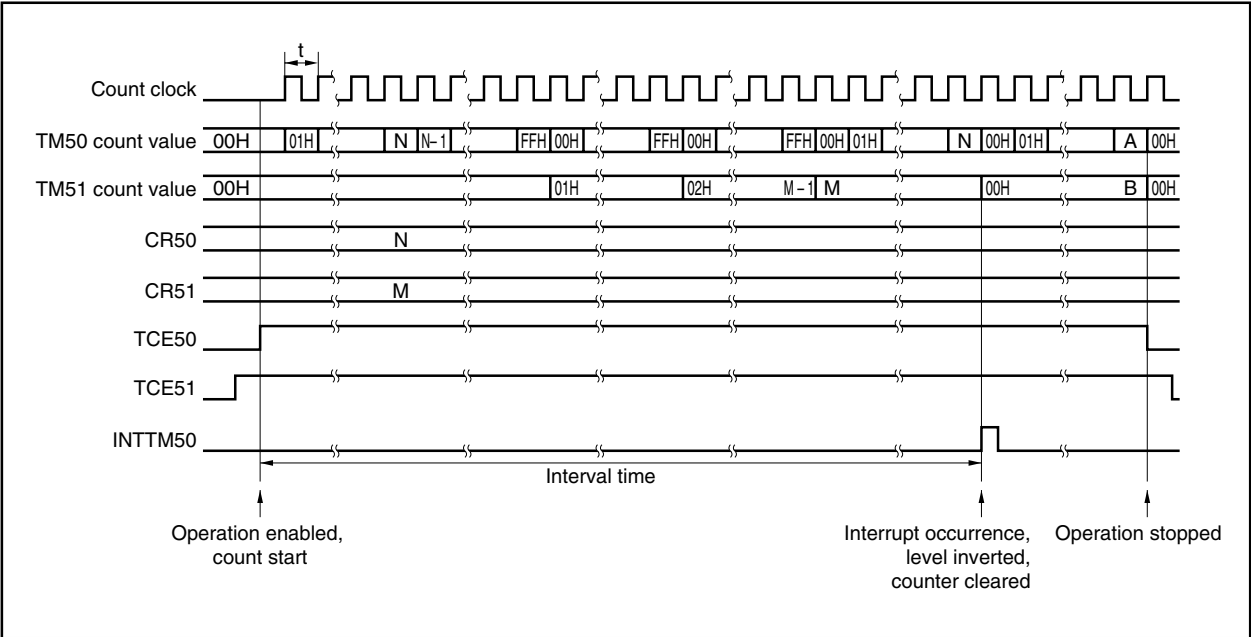 t
Count clock
TM50 count value 00H 01H N N-1 FFH 00H FFH 00H FFH 00H 01H N 00H 01H A 00H
TM51 count value 00H 01H 02H M-1 M 00H B 00H
CR50 N
CR51 M
TCE50
TCE51
INTTM50
Interval time
Operation enabled,
count start
Interrupt occurrence,
level inverted,
counter cleared
Operation stopped